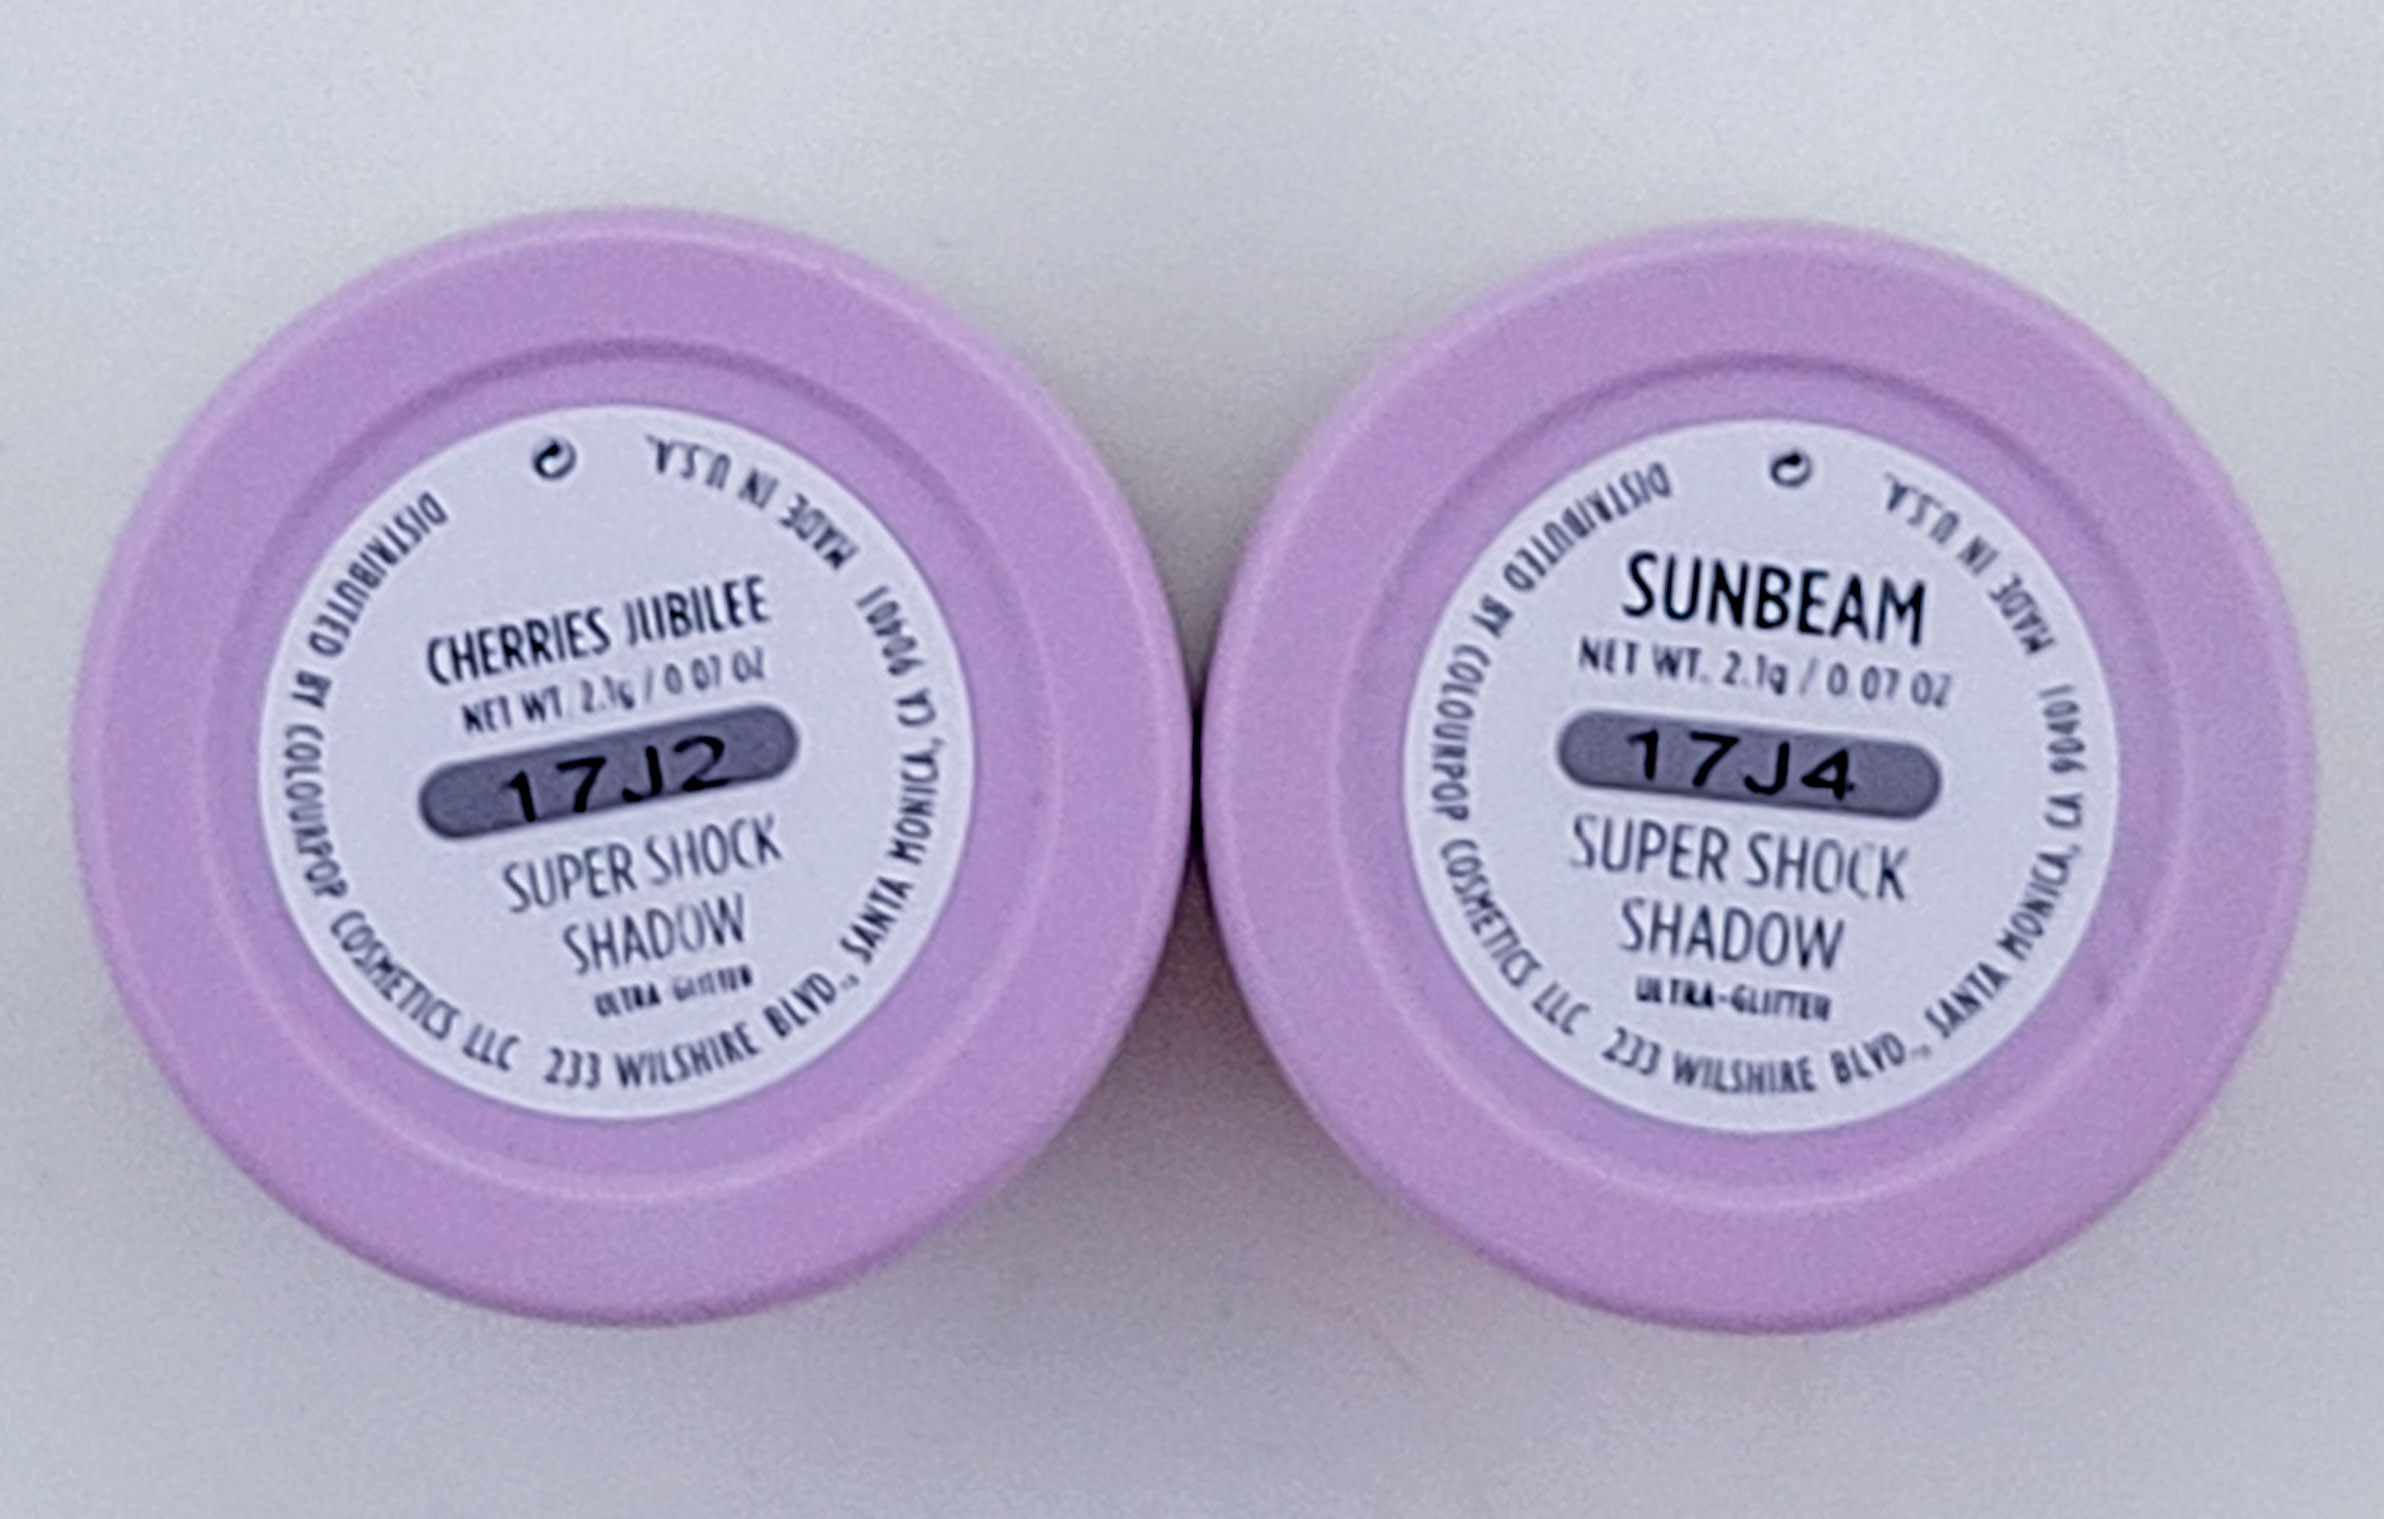 CHERRIES JUBILEE
NET WT. 2.1g / 0.07 OZ
17J2
SUPER SHOCK
SHADOW
ULTRA-GLITTER
DISTRIBUTED BY COLOURPOP COSMETICS LLC 233 WILSHIRE BLVD., SANTA MONICA, CA 90401 MADE IN U.S.A.
SUNBEAM
NET WT. 2.1g / 0.07 OZ
17J4
SUPER SHOCK
SHADOW
ULTRA-GLITTER
DISTRIBUTED BY COLOURPOP COSMETICS LLC 233 WILSHIRE BLVD., SANTA MONICA, CA 90401 MADE IN U.S.A.